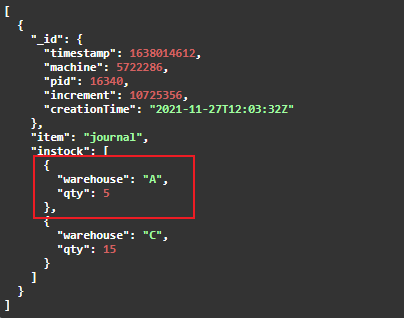 [
  {
    "_id": {
      "timestamp": 1638014612,
      "machine": 5722286,
      "pid": 16340,
      "increment": 10725356,
      "creationTime": "2021-11-27T12:03:32Z"
    },
    "item": "journal",
    "instock": [
      {
        "warehouse": "A",
        "qty": 5
      },
      {
        "warehouse": "C",
        "qty": 15
      }
    ]
  }
]